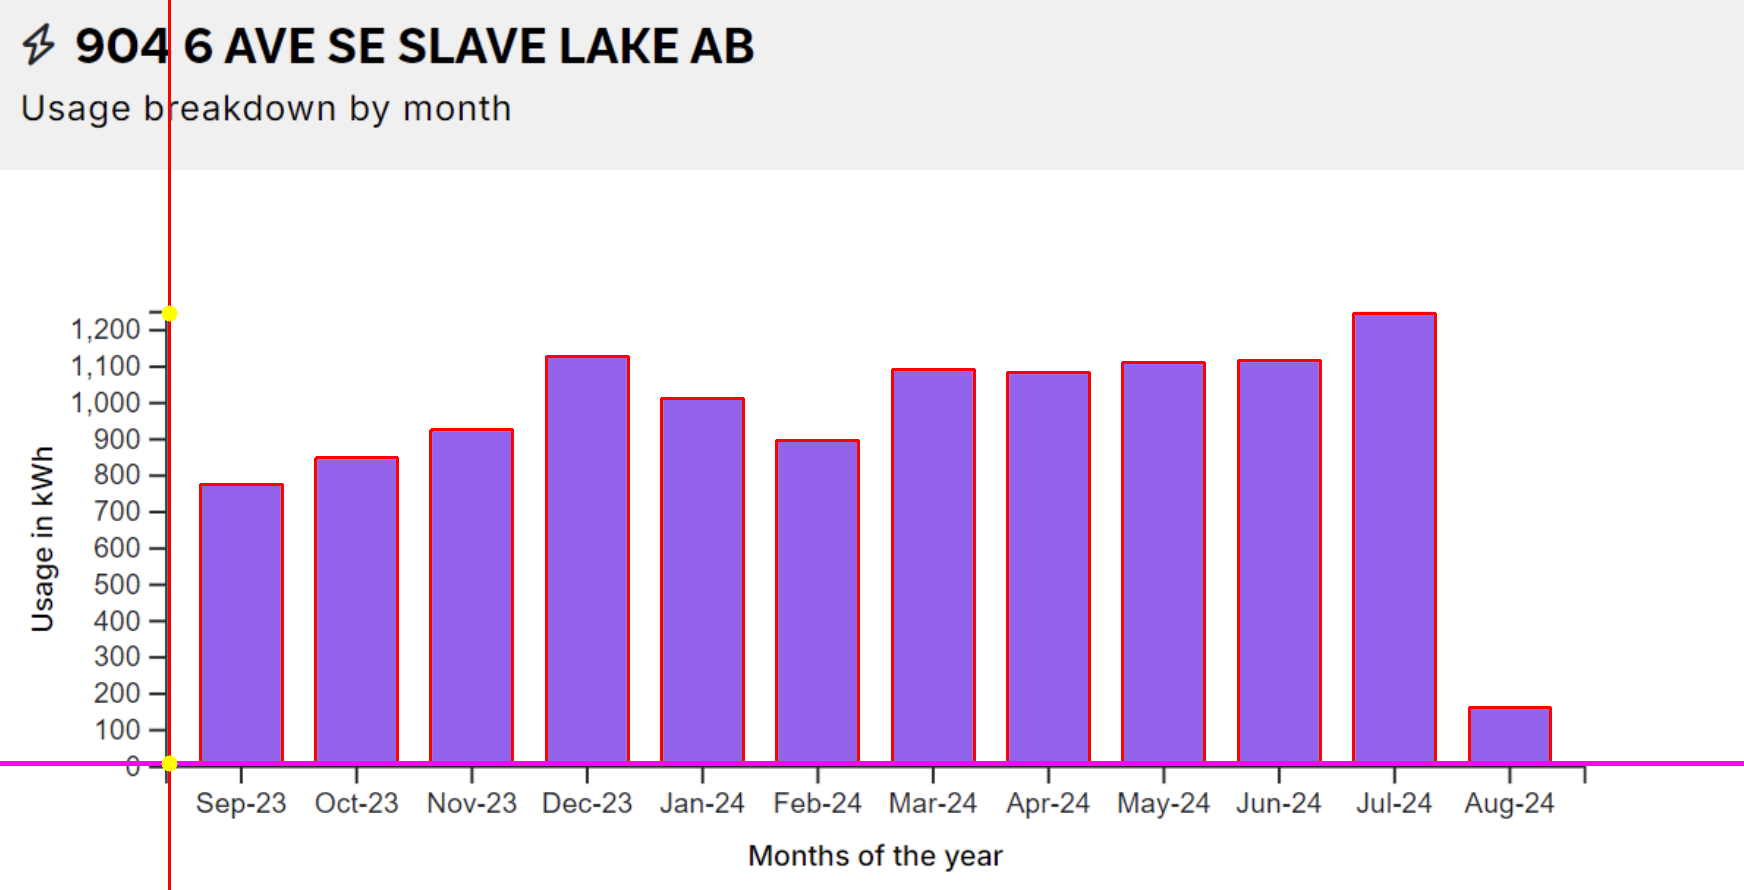 904 6 AVE SE SLAVE LAKE AB
Usage breakdown by month
Usage in kWh
1,200
1,100
1,000
900
800
700
600
500
400
300
200
100
0
Sep-23 Oct-23 Nov-23 Dec-23 Jan-24 Feb-24 Mar-24 Apr-24 May-24 Jun-24 Jul-24 Aug-24
Months of the year